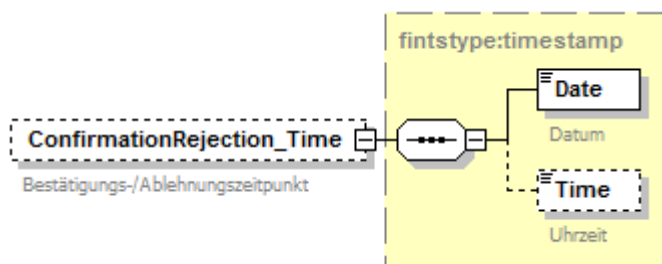 fintstype:timestamp
Date
Datum
ConfirmationRejection_Time
Bestätigungs-/Ablehnungszeitpunkt
Time
Uhrzeit